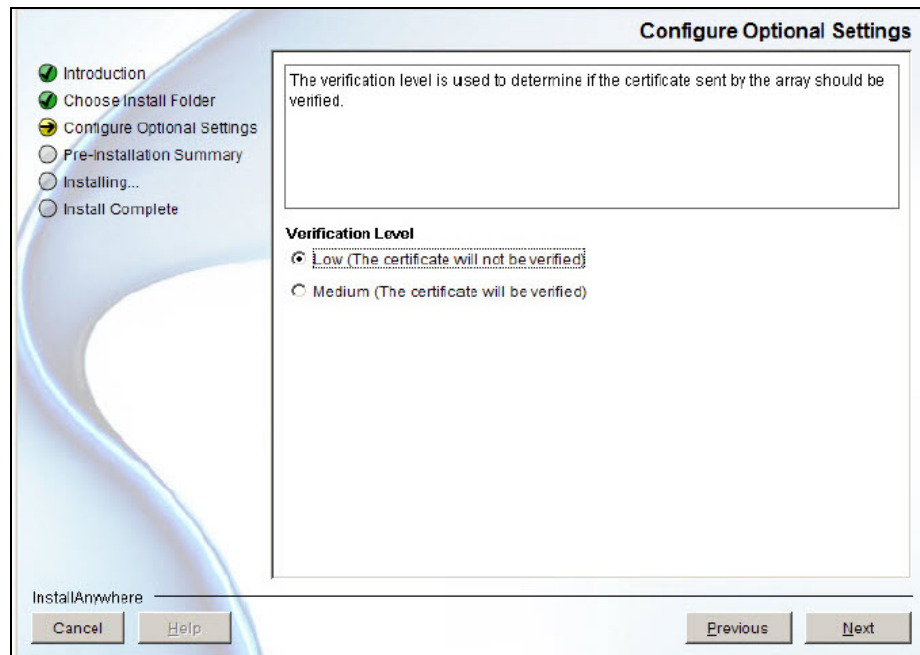 Configure Optional Settings
Introduction
Choose Install Folder
Configure Optional Settings
Pre-Installation Summary
Installing...
Install Complete
The verification level is used to determine if the certificate sent by the array should be
verified.
Verification Level
Low (The certificate will not be verified)
Medium (The certificate will be verified)
InstallAnywhere
Cancel
Help
Previous
Next